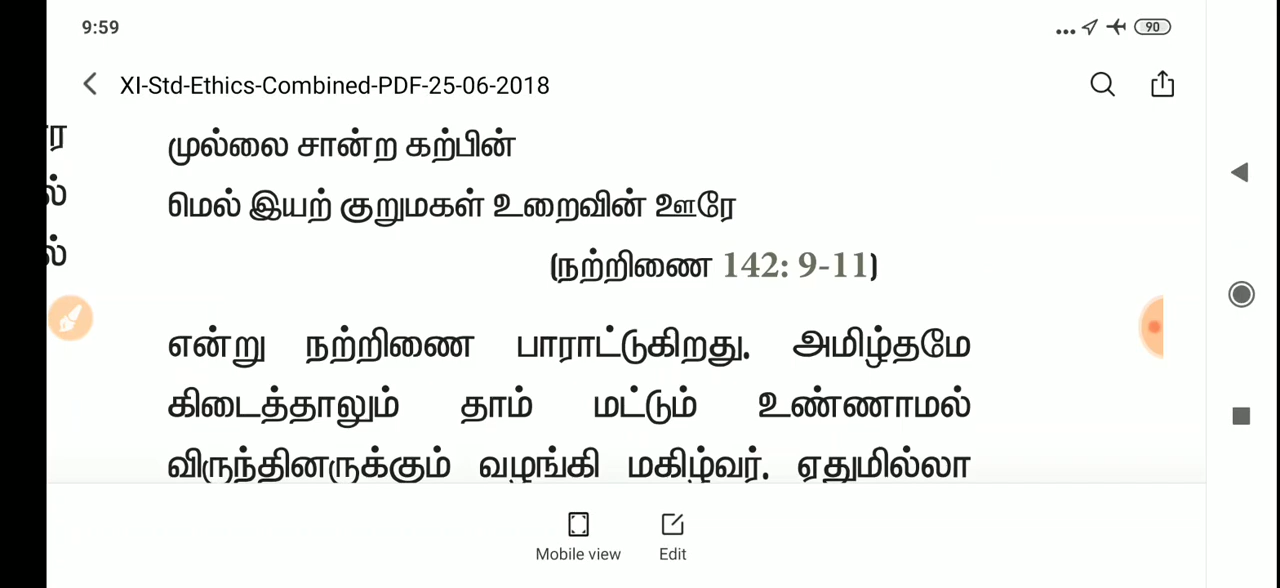 9:59
90
XI-Std-Ethics-Combined-PDF-25-06-2018
முல்லை சான்ற கற்பின்
மெல் இயற் குறுமகள் உறைவின் ஊரே
(நற்றிணை 142: 9-11)
என்று நற்றிணை பாராட்டுகிறது. அமிழ்தமே
கிடைத்தாலும் தாம் மட்டும் உண்ணாமல்
விருந்தினருக்கும் வழங்கி மகிழ்வர். ஏதுமில்லா
Mobile view
Edit